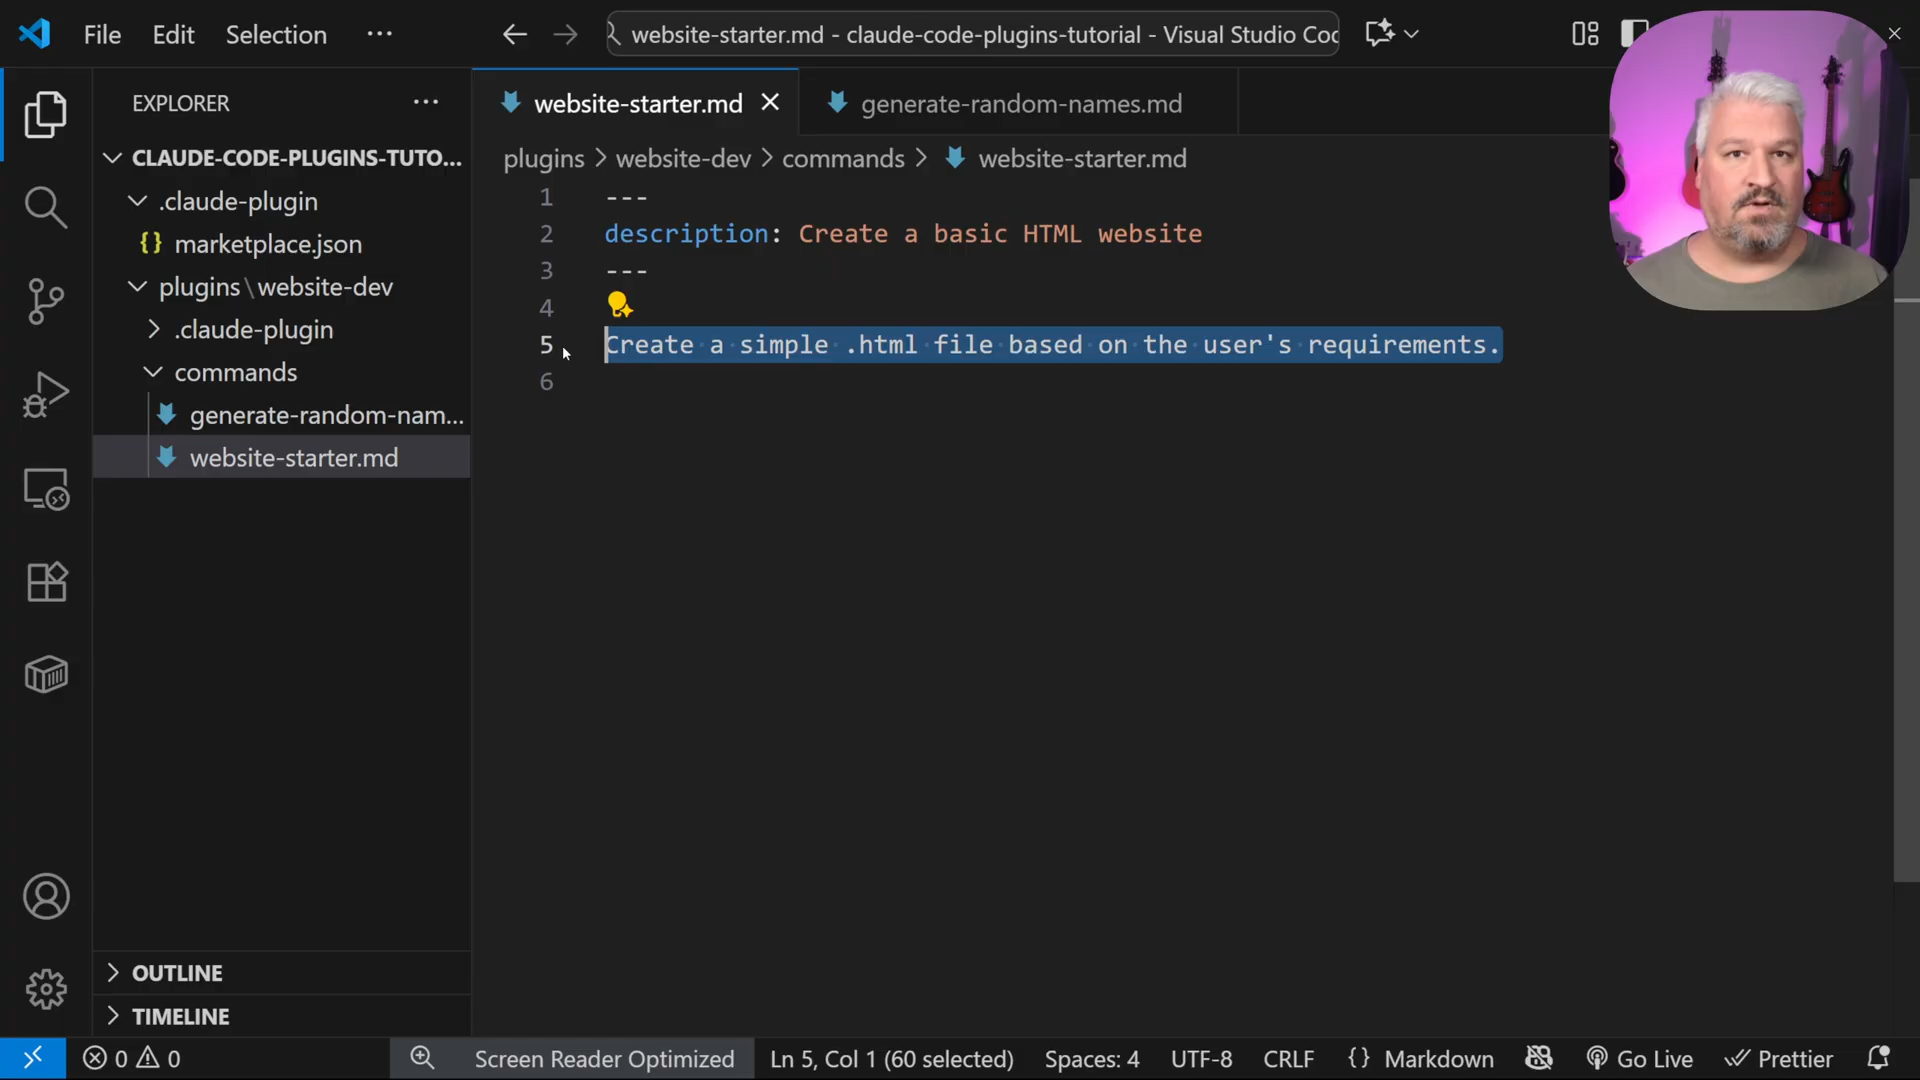 File Edit Selection ···
website-starter.md - claude-code-plugins-tutorial - Visual Studio Coc
EXPLORER ···
CLAUDE-CODE-PLUGINS-TUTO...
.claude-plugin
{} marketplace.json
plugins\website-dev
.claude-plugin
commands
generate-random-nam...
website-starter.md
OUTLINE
TIMELINE
website-starter.md
generate-random-names.md
plugins > website-dev > commands > website-starter.md
1 ---
2 description: Create a basic HTML website
3 ---
4
5 Create a simple .html file based on the user's requirements.
6
0 0 Screen Reader Optimized Ln 5, Col 1 (60 selected) Spaces: 4 UTF-8 CRLF {} Markdown Go Live Prettier